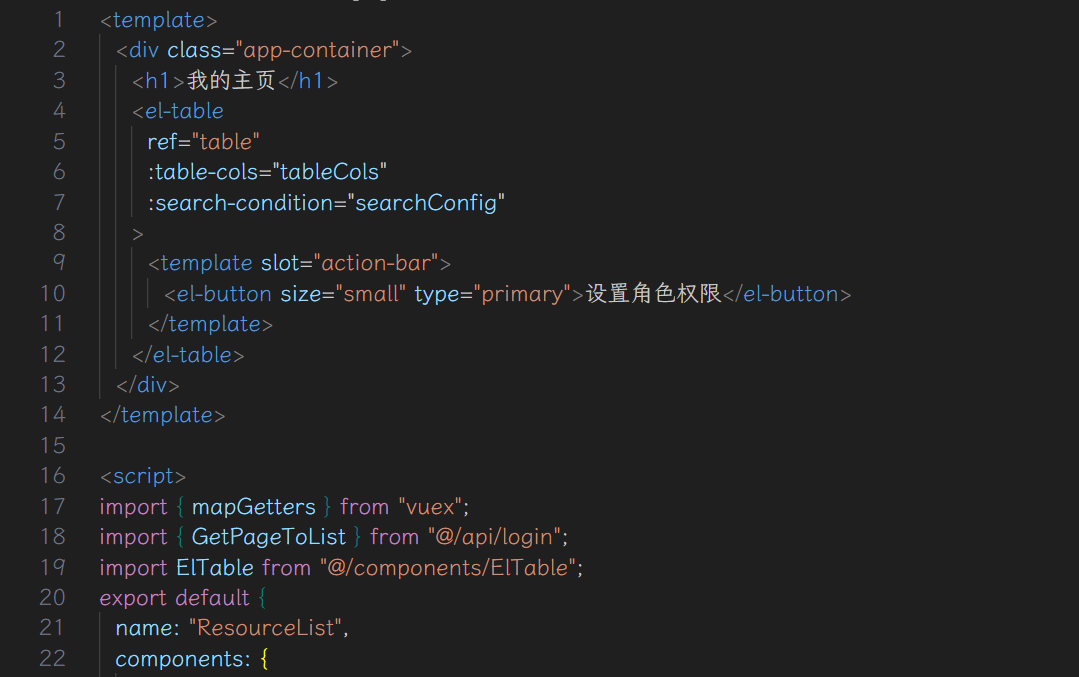 1 <template>
2 <div class="app-container">
3 <h1>我的主页</h1>
4 <el-table
5 ref="table"
6 :table-cols="tableCols"
7 :search-condition="searchConfig"
8 >
9 <template slot="action-bar">
10 <el-button size="small" type="primary">设置角色权限</el-button>
11 </template>
12 </el-table>
13 </div>
14 </template>
15
16 <script>
17 import { mapGetters } from "vuex";
18 import { GetPageToList } from "@/api/login";
19 import ElTable from "@/components/ElTable";
20 export default {
21 name: "ResourceList",
22 components: {